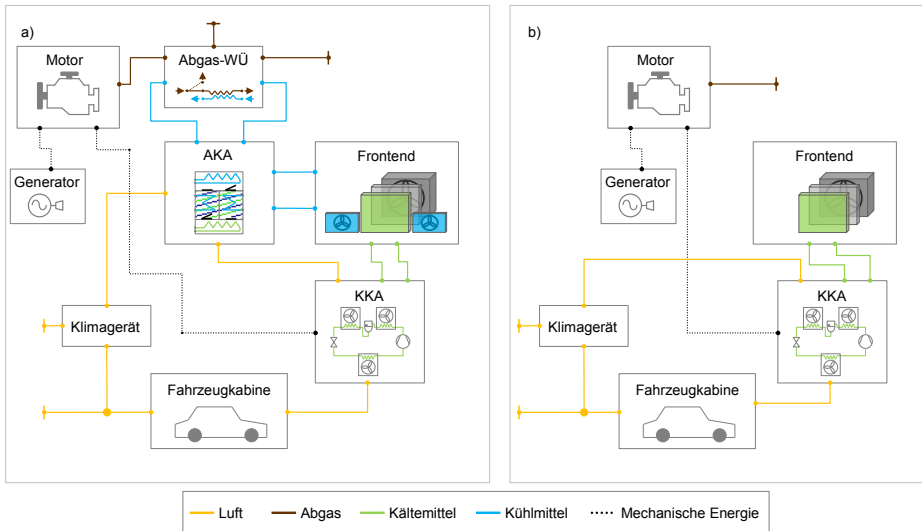 a)
Motor
Abgas-WÜ
AKA
Frontend
Generator
KKA
Klimagerät
Fahrzeugkabine
b)
Motor
Frontend
Generator
KKA
Klimagerät
Fahrzeugkabine
Luft
Abgas
Kältemittel
Kühlmittel
Mechanische Energie